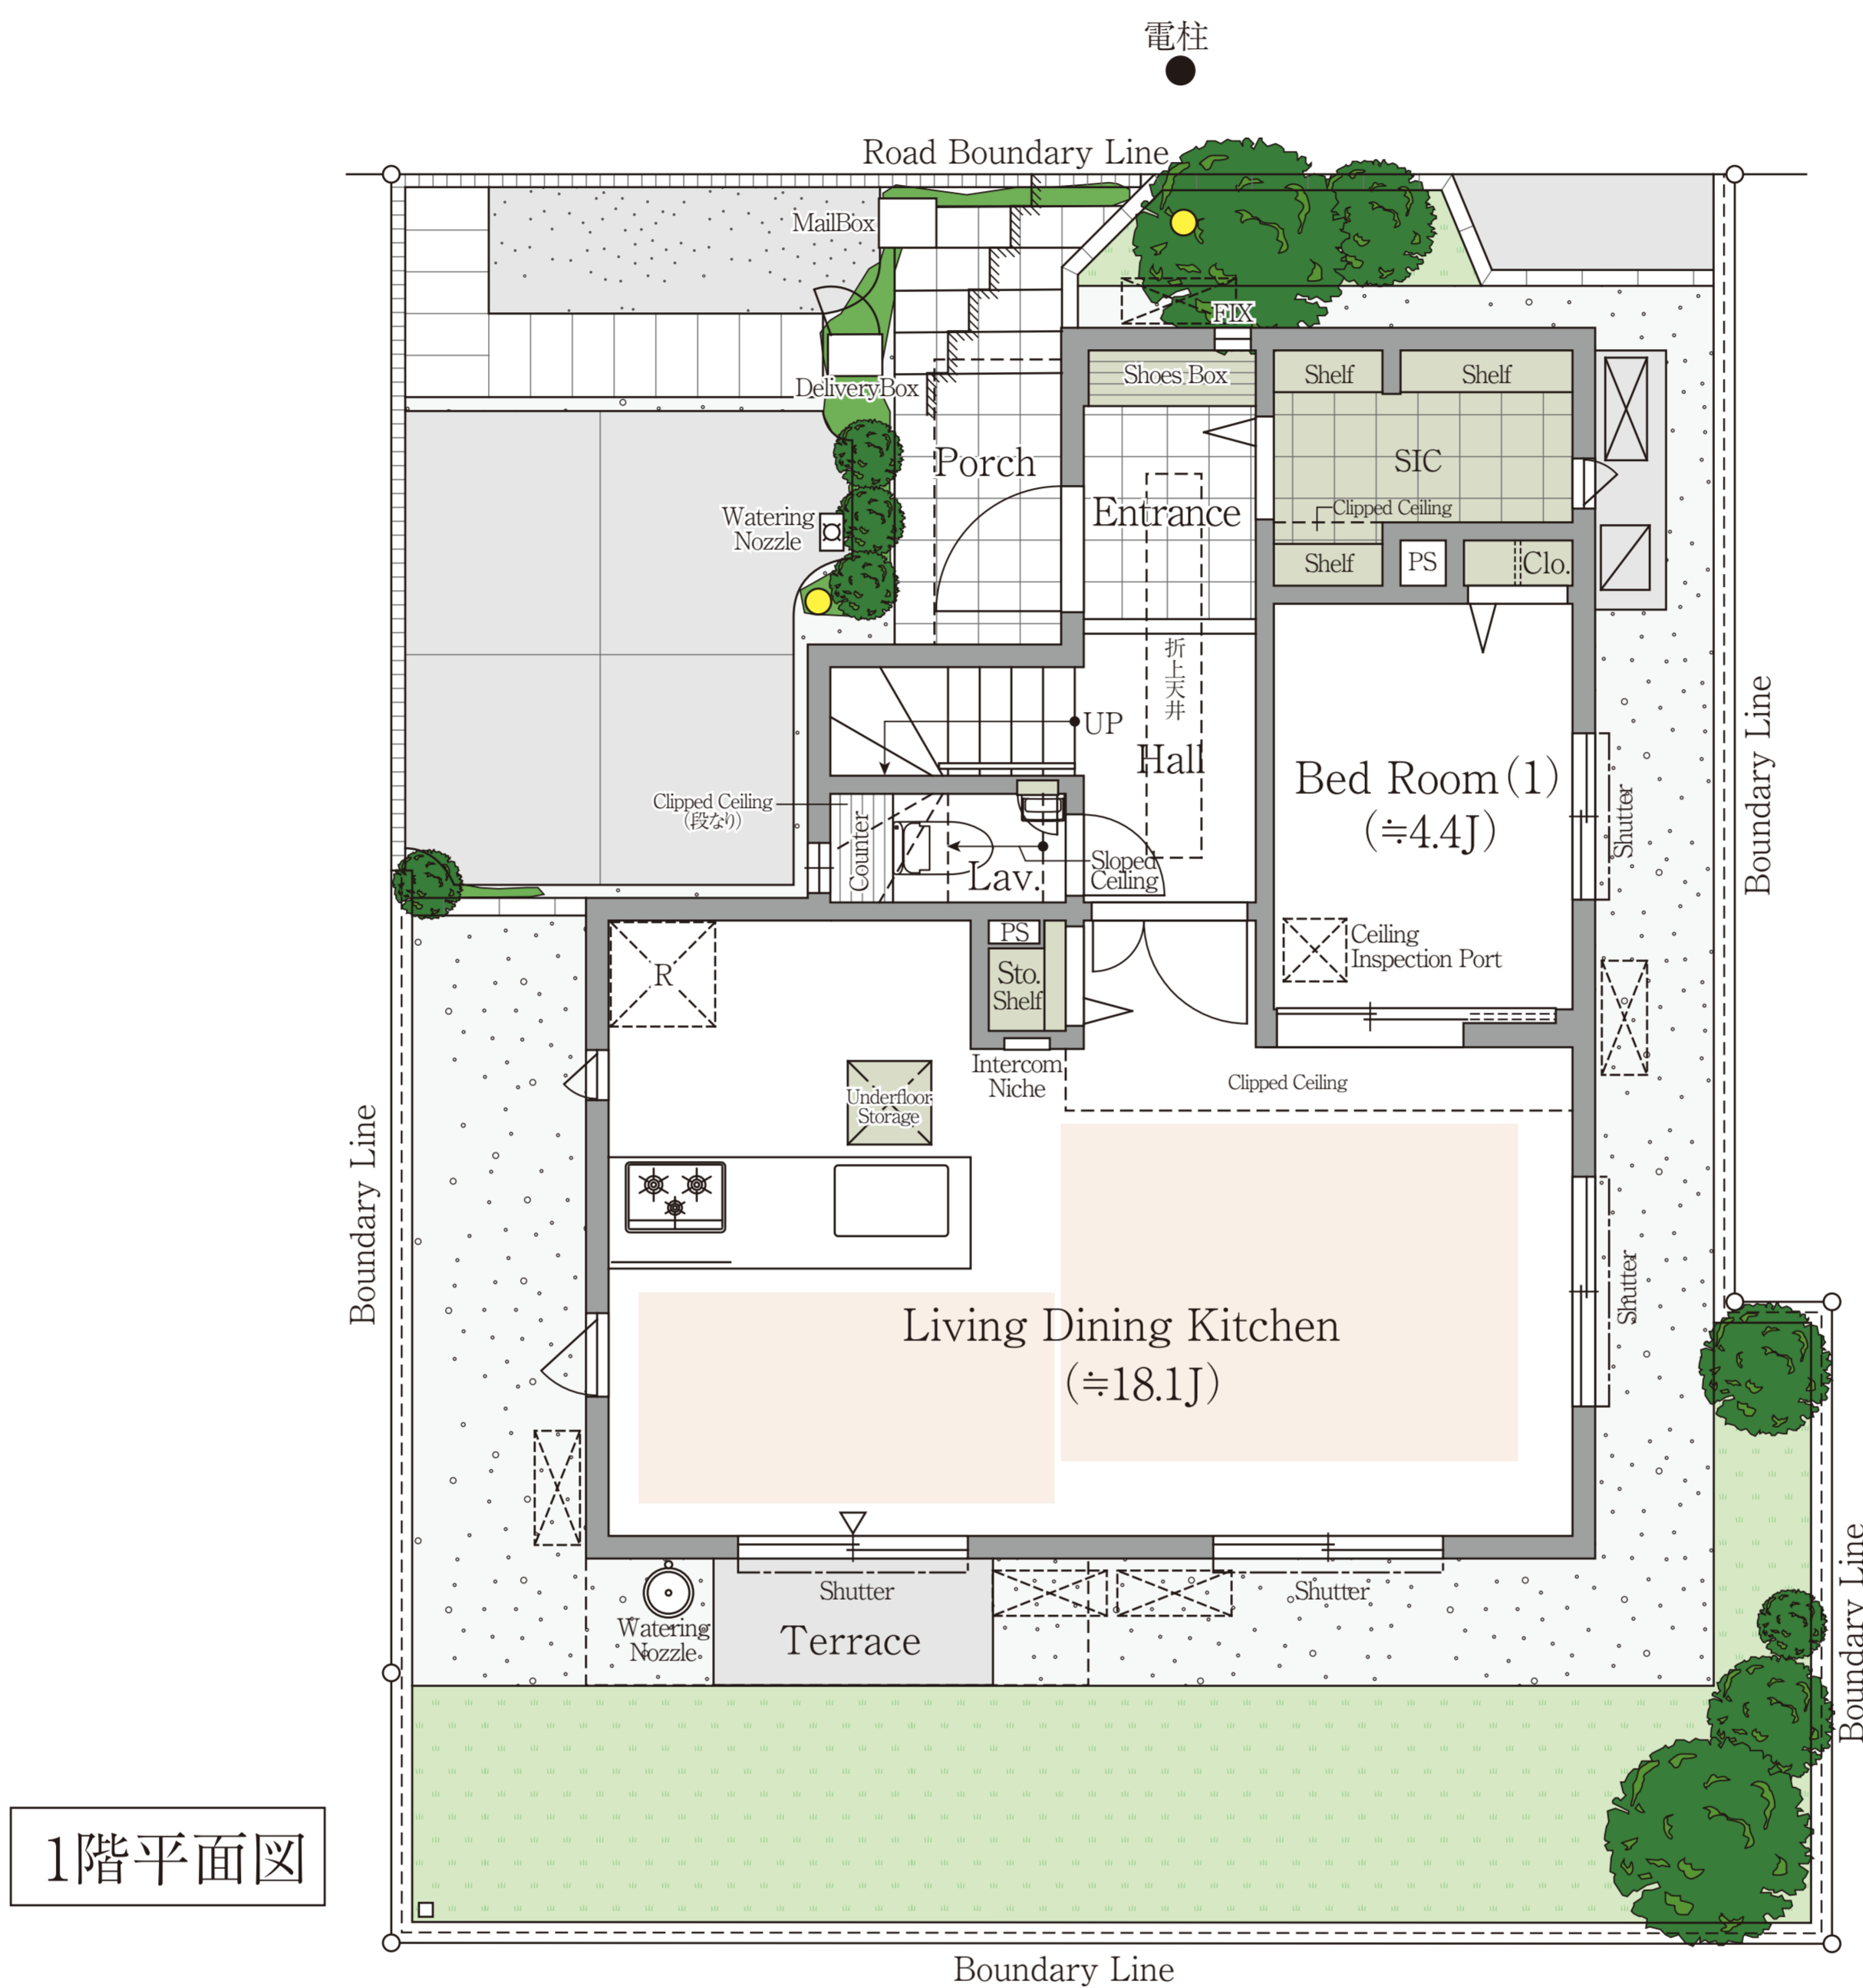 電柱
Road Boundary Line
MailBox
FIX
DeliveryBox
Shoes Box
Shelf
Shelf
Porch
SIC
Entrance
Clipped Ceiling
Watering
Nozzle
Shelf
PS
Clo.
折上天井
UP
Hall
Bed Room(1)
(≒4.4J)
Shutter
Boundary Line
Clipped Ceiling
(段なり)
Counter
Lav.
Sloped
Ceiling
PS
Sto.
Shelf
Ceiling
Inspection Port
R
Intercom
Niche
Clipped Ceiling
Underfloor
Storage
Boundary Line
Shutter
Living Dining Kitchen
(≒18.1J)
Shutter
Shutter
Watering
Nozzle
Terrace
Boundary Line
1階平面図
Boundary Line